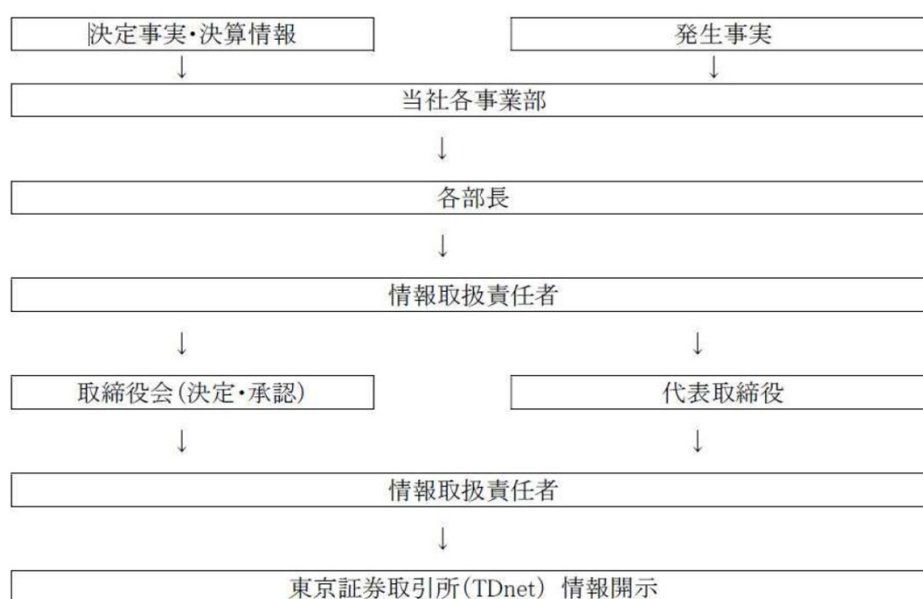 決定事実・決算情報
発生事実
↓ ↓
当社各事業部
↓
各部長
↓
情報取扱責任者
↓ ↓
取締役会(決定・承認)
代表取締役
↓ ↓
情報取扱責任者
↓
東京証券取引所(TDnet) 情報開示